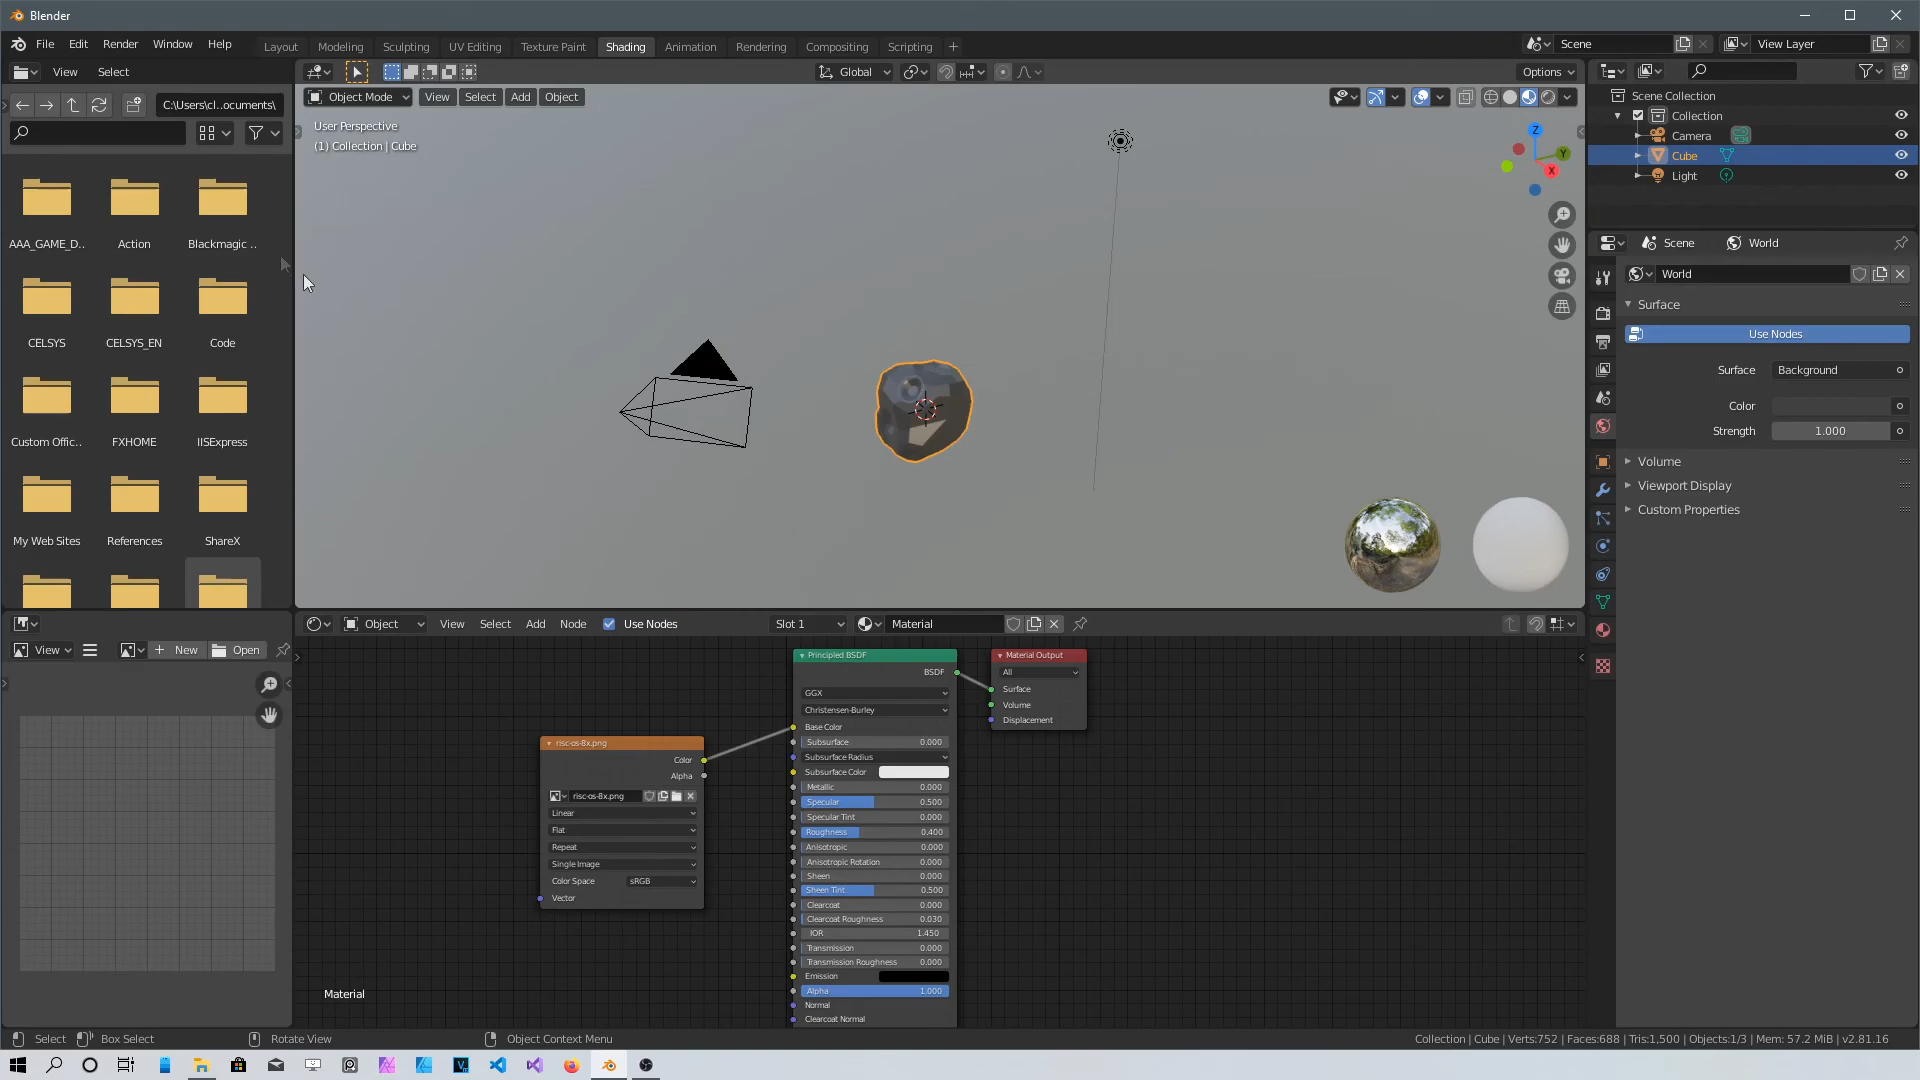 Blender
File Edit Render Window Help
Layout Modeling Sculpting UV Editing Texture Paint Shading Animation Rendering Compositing Scripting +
Scene
View Layer
View Select
Global
Options
C:\Users\cl..ocuments\
Object Mode View Select Add Object
User Perspective
(1) Collection | Cube
Z
Y
X
AAA_GAME_D.. Action Blackmagic ..
CELSYS CELSYS_EN Code
Custom Offic.. FXHOME IISExpress
My Web Sites References ShareX
Scene Collection
Collection
Camera
Cube
Light
Scene World
World
Surface
Use Nodes
Surface Background
Color
Strength 1.000
Volume
Viewport Display
Custom Properties
Object View Select Add Node Use Nodes Slot 1 Material
View New Open
Principled BSDF
BSDF
GGX
Christensen-Burley
Base Color
Subsurface 0.000
Subsurface Radius
Subsurface Color
Metallic 0.000
Specular 0.500
Specular Tint 0.000
Roughness 0.400
Anisotropic 0.000
Anisotropic Rotation 0.000
Sheen 0.000
Sheen Tint 0.500
Clearcoat 0.000
Clearcoat Roughness 0.030
IOR 1.450
Transmission 0.000
Transmission Roughness 0.000
Emission
Alpha 1.000
Normal
Clearcoat Normal
Material Output
All
Surface
Volume
Displacement
risc-os-8x.png
Color
Alpha
risc-os-8x.png
Linear
Flat
Repeat
Single Image
Color Space sRGB
Vector
Material
Select Box Select Rotate View Object Context Menu
Collection | Cube | Verts:752 | Faces:688 | Tris:1,500 | Objects:1/3 | Mem: 57.2 MiB | v2.81.16